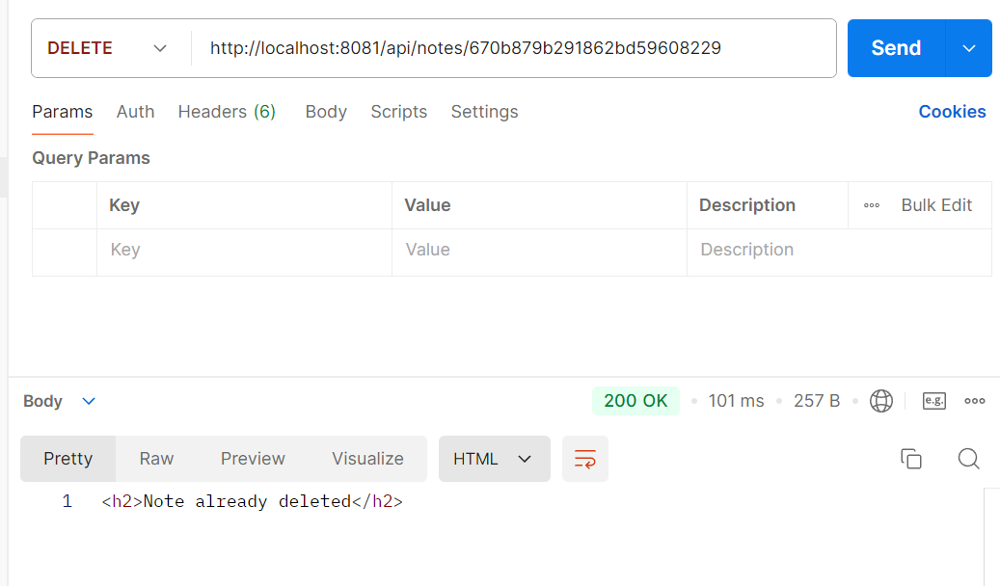 DELETE http://localhost:8081/api/notes/670b879b291862bd59608229 Send
Params Auth Headers (6) Body Scripts Settings Cookies
Query Params
Key Value Description Bulk Edit
Key Value Description
Body 200 OK 101 ms 257 B e.g.
Pretty Raw Preview Visualize HTML
1 <h2>Note already deleted</h2>